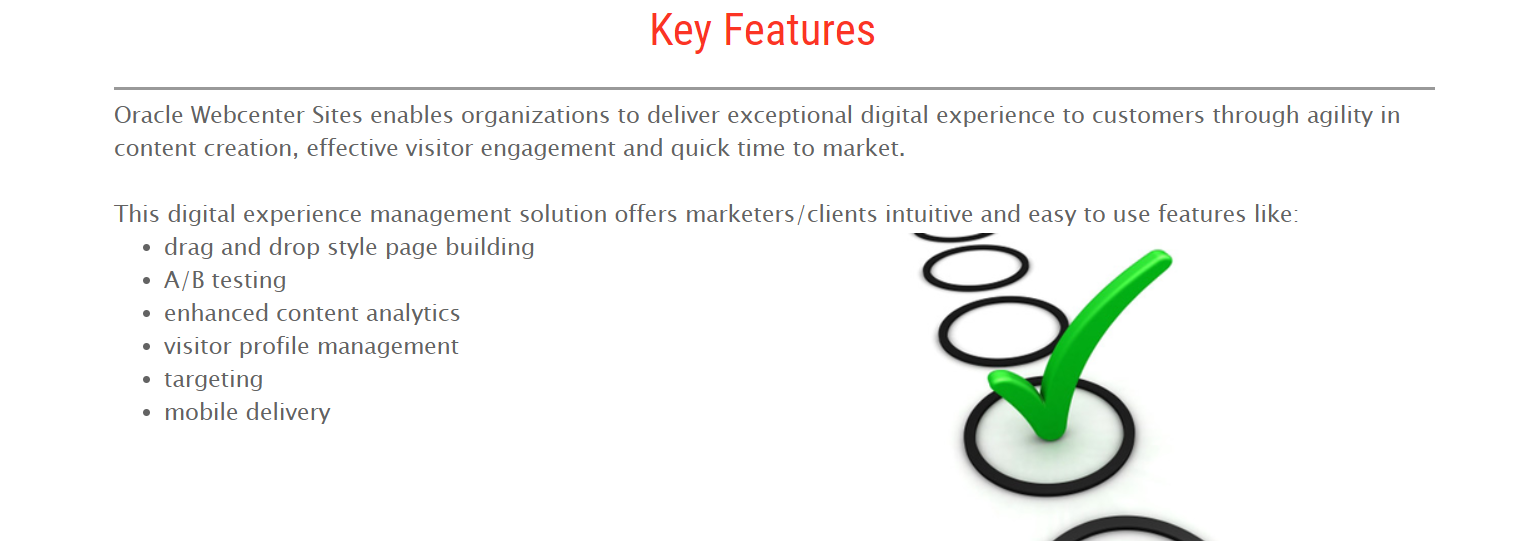 Key Features
Oracle Webcenter Sites enables organizations to deliver exceptional digital experience to customers through agility in
content creation, effective visitor engagement and quick time to market.
This digital experience management solution offers marketers/clients intuitive and easy to use features like:
• drag and drop style page building
• A/B testing
• enhanced content analytics
• visitor profile management
• targeting
• mobile delivery